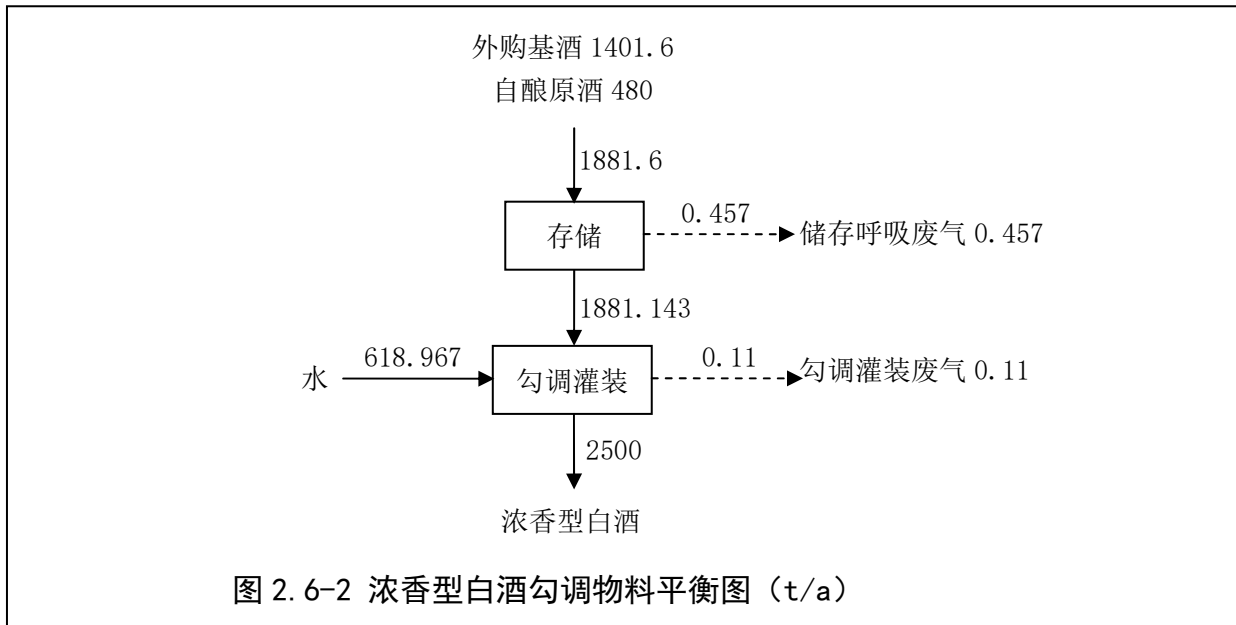 外购基酒 1401.6
自酿原酒 480
1881.6
存储
0.457
储存呼吸废气 0.457
1881.143
水
618.967
勾调灌装
0.11
勾调灌装废气 0.11
2500
浓香型白酒
图 2.6-2 浓香型白酒勾调物料平衡图（t/a）